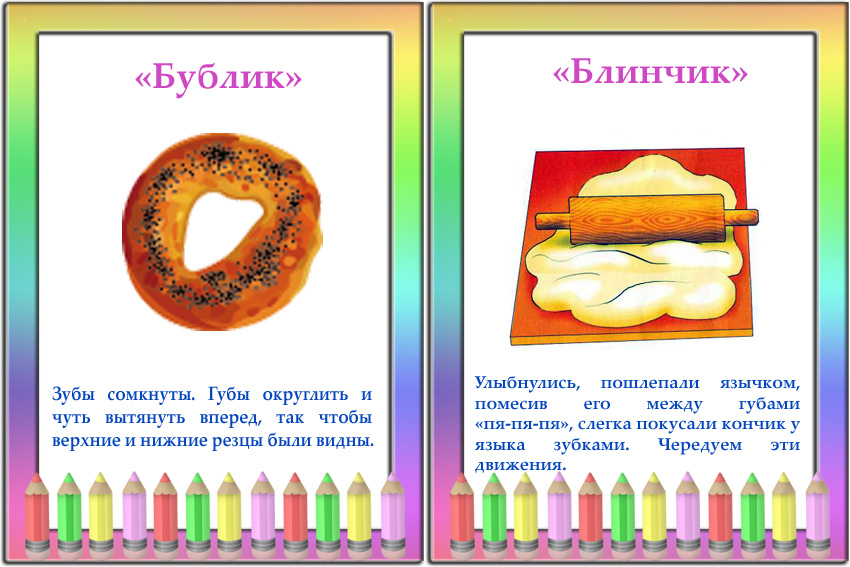 «Бублик»
Зубы сомкнуты. Губы округлить и
чуть вытянуть вперед, так чтобы
верхние и нижние резцы были видны.
«Блинчик»
Улыбнулись, пошлепали язычком,
помесив его между губами
«пя-пя-пя», слегка покусали кончик у
языка зубками. Чередуем эти
движения.